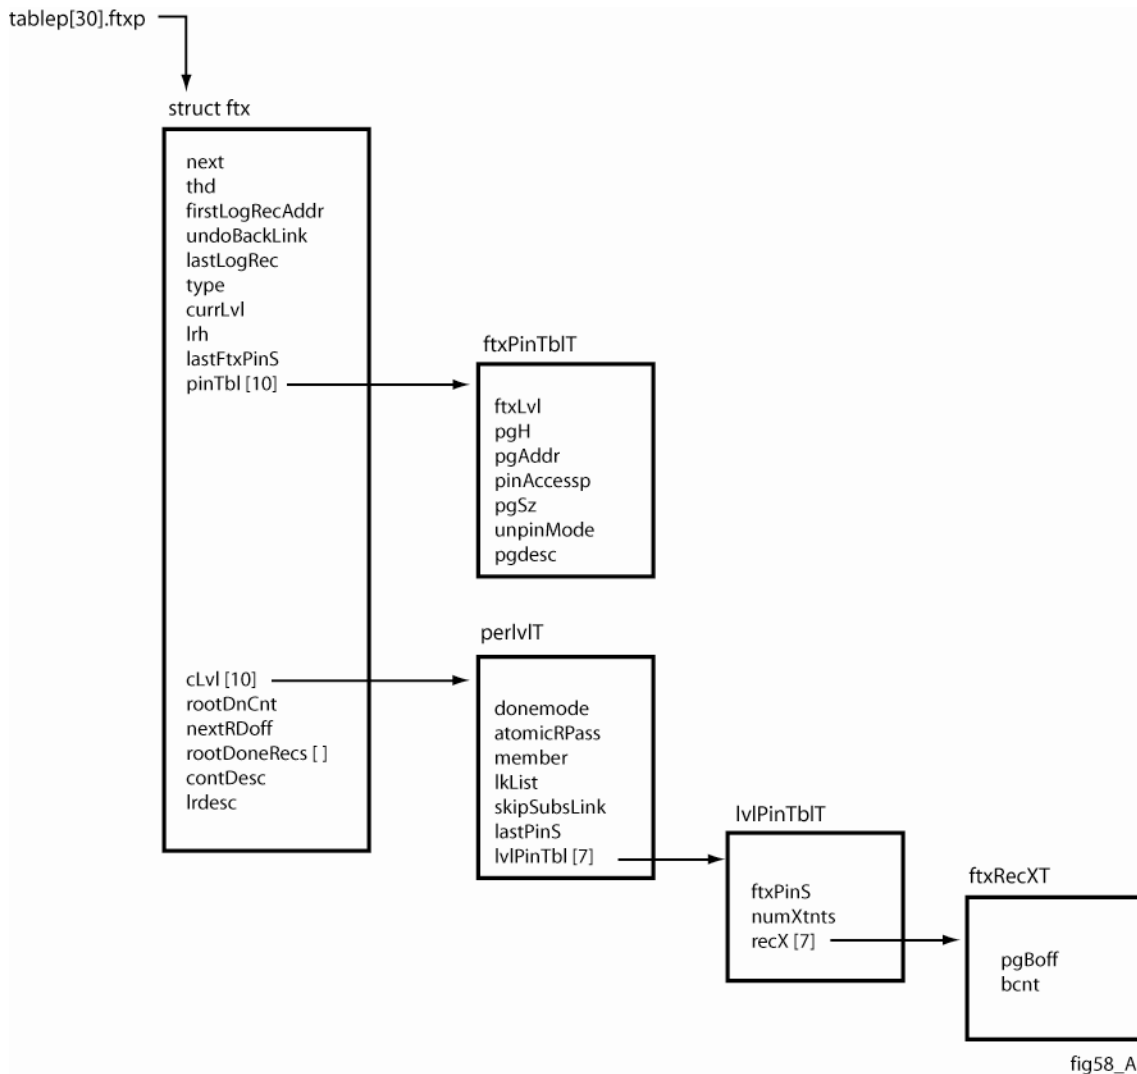 tablep[30].ftxp
struct ftx
next
thd
firstLogRecAddr
undoBackLink
lastLogRec
type
currLvl
lrh
lastFtxPinS
pinTbl [10]
ftxPinTblT
ftxLvl
pgH
pgAddr
pinAccessp
pgSz
unpinMode
pgdesc
cLvl [10]
rootDnCnt
nextRDoff
rootDoneRecs [ ]
contDesc
lrdesc
perlvlT
donemode
atomicRPass
member
lkList
skipSubsLink
lastPinS
lvlPinTbl [7]
lvlPinTblT
ftxPinS
numXtnts
recX [7]
ftxRecXT
pgBoff
bcnt
fig58_A